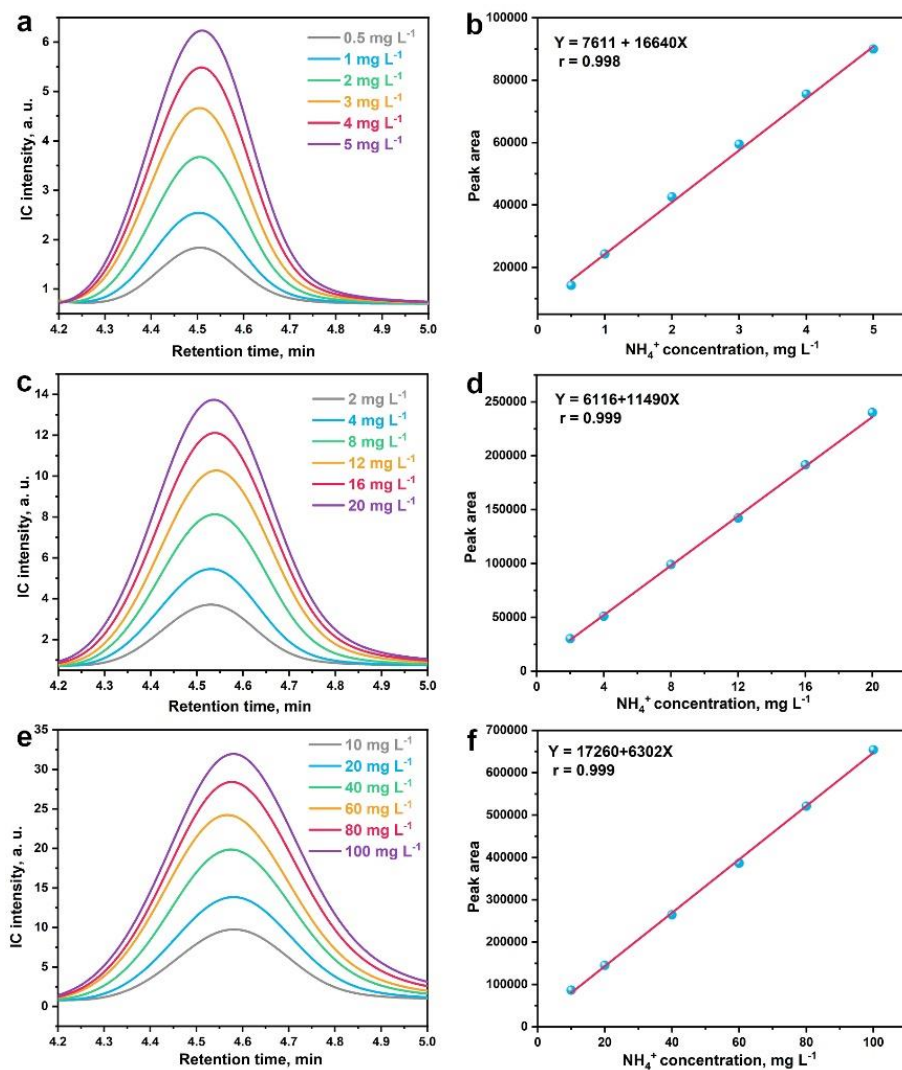 a
IC intensity, a. u.
6
5
4
3
2
1
0.5 mg L⁻¹
1 mg L⁻¹
2 mg L⁻¹
3 mg L⁻¹
4 mg L⁻¹
5 mg L⁻¹
4.2 4.3 4.4 4.5 4.6 4.7 4.8 4.9 5.0
Retention time, min
b
Peak area
100000
80000
60000
40000
20000
Y = 7611 + 16640X
r = 0.998
0 1 2 3 4 5
NH₄⁺ concentration, mg L⁻¹
c
IC intensity, a. u.
14
12
10
8
6
4
2
2 mg L⁻¹
4 mg L⁻¹
8 mg L⁻¹
12 mg L⁻¹
16 mg L⁻¹
20 mg L⁻¹
4.2 4.3 4.4 4.5 4.6 4.7 4.8 4.9 5.0
Retention time, min
d
Peak area
250000
200000
150000
100000
50000
0
Y = 6116+11490X
r = 0.999
0 4 8 12 16 20
NH₄⁺ concentration, mg L⁻¹
e
IC intensity, a. u.
35
30
25
20
15
10
5
0
10 mg L⁻¹
20 mg L⁻¹
40 mg L⁻¹
60 mg L⁻¹
80 mg L⁻¹
100 mg L⁻¹
4.2 4.3 4.4 4.5 4.6 4.7 4.8 4.9 5.0
Retention time, min
f
Peak area
700000
600000
500000
400000
300000
200000
100000
0
Y = 17260+6302X
r = 0.999
0 20 40 60 80 100
NH₄⁺ concentration, mg L⁻¹